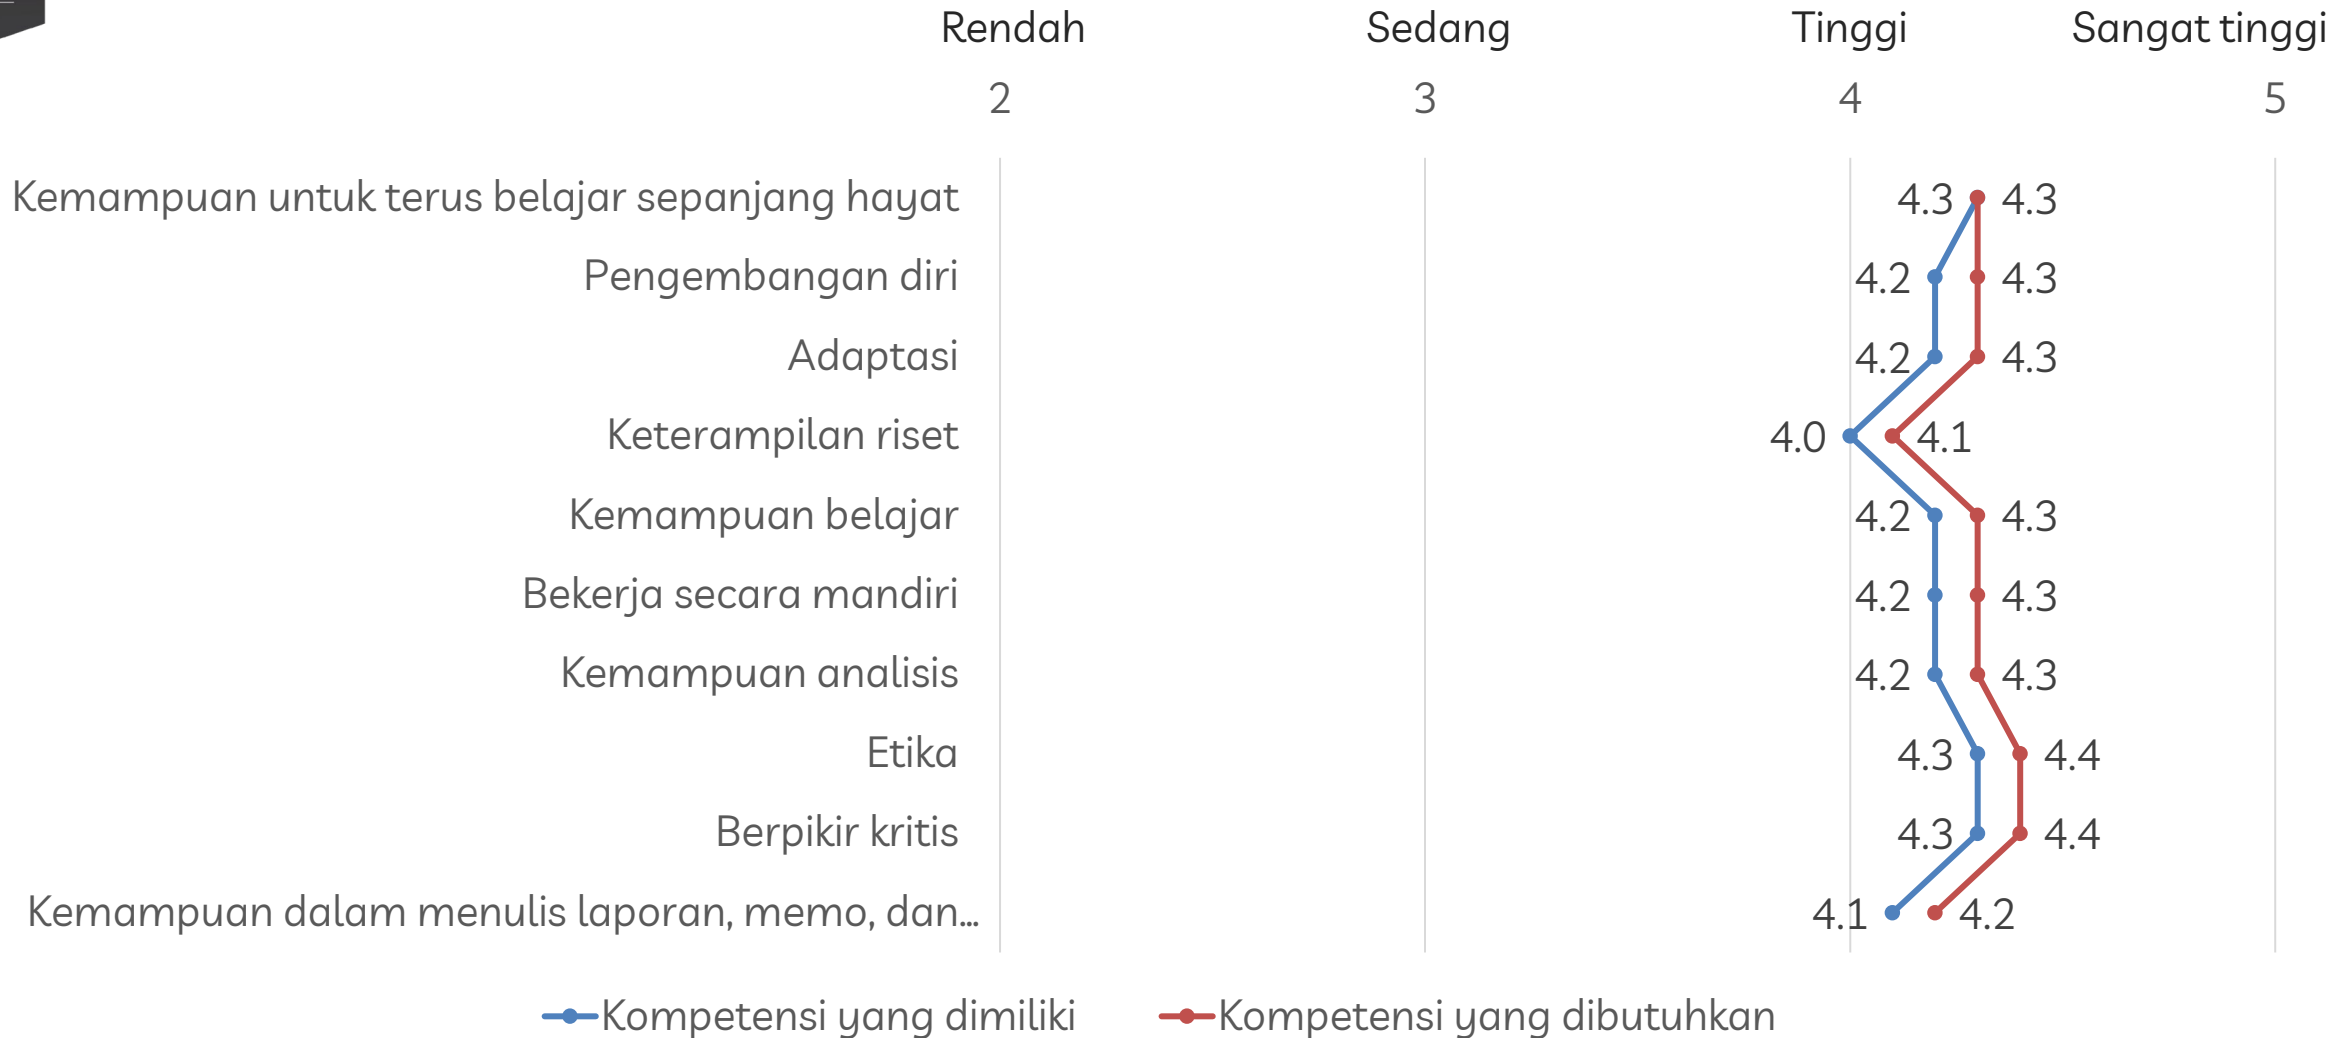 Rendah Sedang Tinggi Sangat tinggi
2 3 4 5
Kemampuan untuk terus belajar sepanjang hayat 4.3 4.3
Pengembangan diri 4.2 4.3
Adaptasi 4.2 4.3
Keterampilan riset 4.0 4.1
Kemampuan belajar 4.2 4.3
Bekerja secara mandiri 4.2 4.3
Kemampuan analisis 4.2 4.3
Etika 4.3 4.4
Berpikir kritis 4.3 4.4
Kemampuan dalam menulis laporan, memo, dan... 4.1 4.2
Kompetensi yang dimiliki Kompetensi yang dibutuhkan